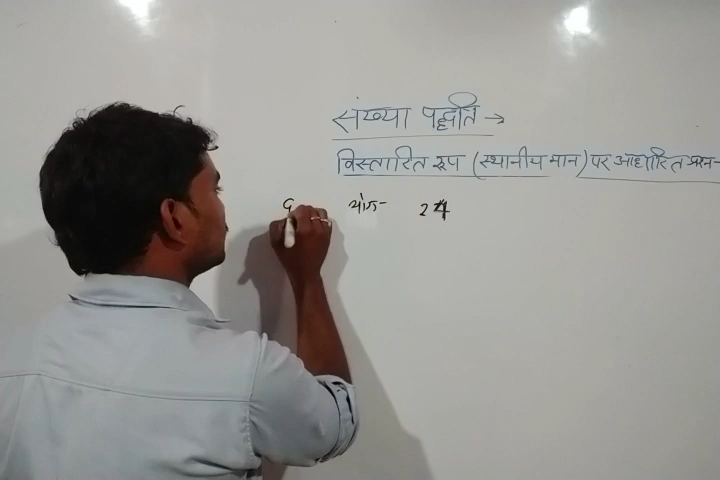 संख्या पद्धति →
विस्तारित रूप (स्थानीय मान) पर आधारित प्रश्न-
योग- 24